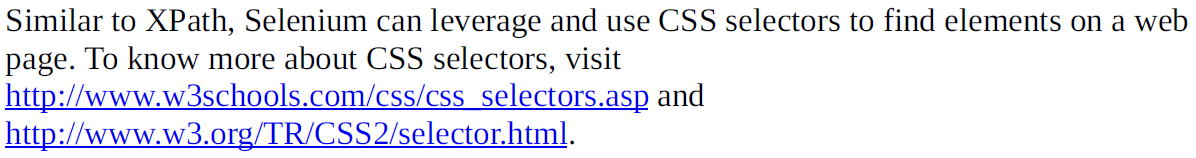 Similar to XPath, Selenium can leverage and use CSS selectors to find elements on a web
page. To know more about CSS selectors, visit
http://www.w3schools.com/css/css_selectors.asp and
http://www.w3.org/TR/CSS2/selector.html.